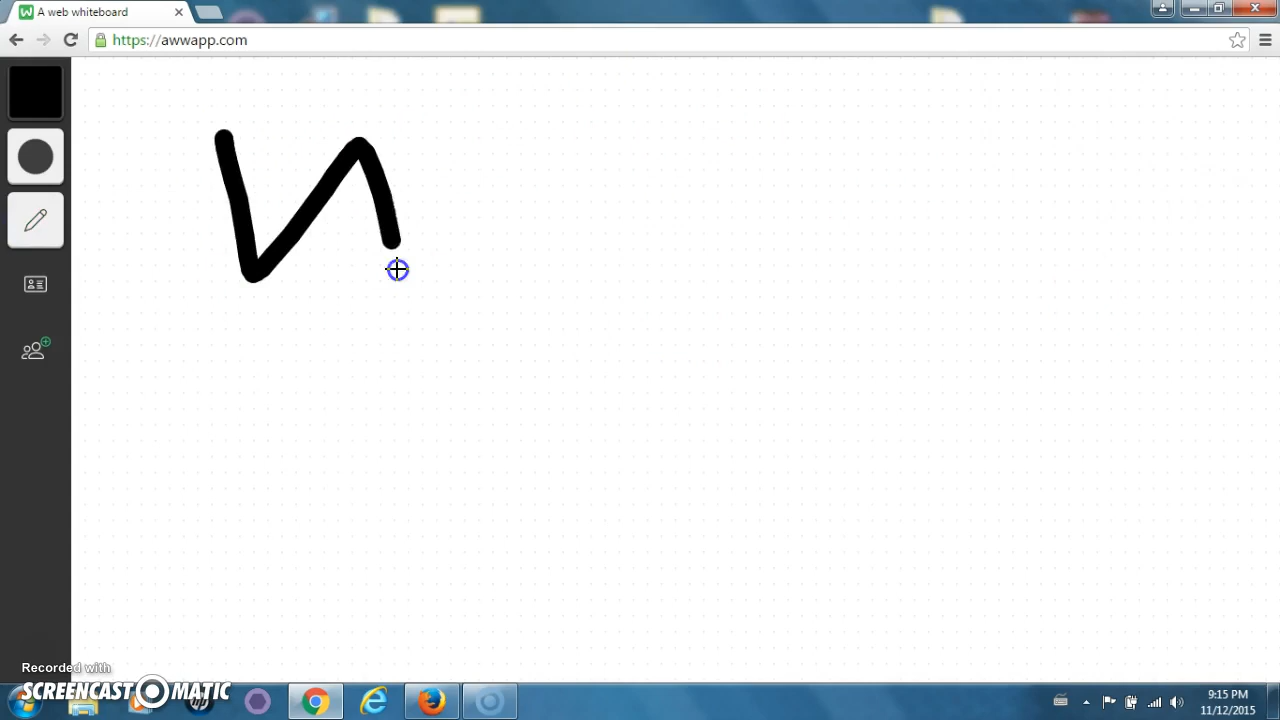 A web whiteboard
https://awwapp.com
Recorded with
SCREENCAST O MATIC
9:15 PM
11/12/2015